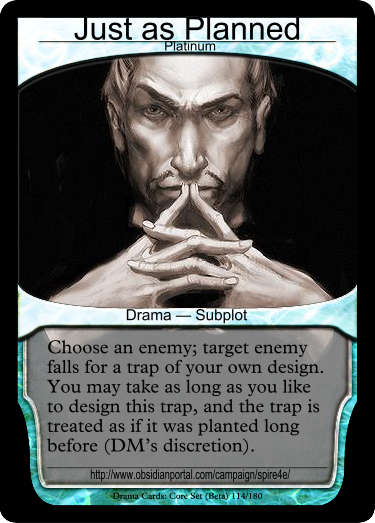 Just as Planned
Platinum
Drama — Subplot
Choose an enemy; target enemy
falls for a trap of your own design.
You may take as long as you like
to design this trap, and the trap is
treated as if it was planted long
before (DM's discretion).
http://www.obsidianportal.com/campaign/spire4e/
Drama Cards: Core Set (Beta) 114/180